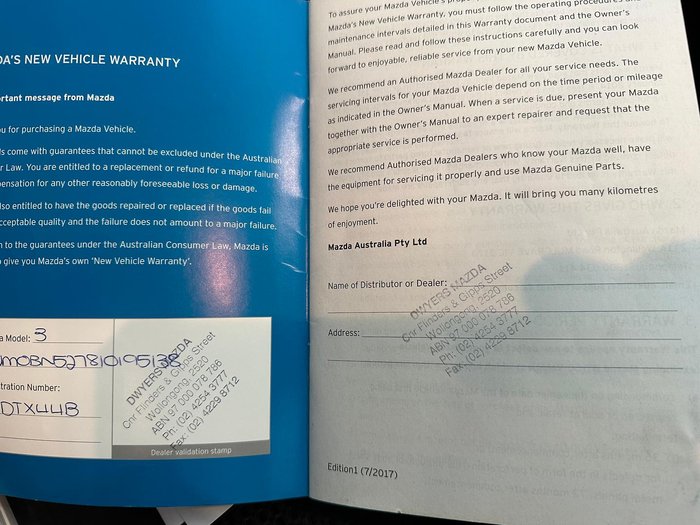 DA'S NEW VEHICLE WARRANTY
ortant message from Mazda
ou for purchasing a Mazda Vehicle.
ds come with guarantees that cannot be excluded under the Australian
r Law. You are entitled to a replacement or refund for a major failure
pensation for any other reasonably foreseeable loss or damage.
lso entitled to have the goods repaired or replaced if the goods fail
cceptable quality and the failure does not amount to a major failure.
n to the guarantees under the Australian Consumer Law, Mazda is
o give you Mazda's own 'New Vehicle Warranty'.
a Model: 3
mOBN527810195138
tration Number:
DTX44B
DWYERS MAZDA
Cnr Flinders & Gipps Street
Wollongong, 2520
ABN 97 000 078 786
Ph: (02) 4254 3777
Fax: (02) 4229 8712
Dealer validation stamp
To assure your Mazda Vehicle's
Mazda's New Vehicle Warranty, you must follow the operating procedures and
maintenance intervals detailed in this Warranty document and the Owner's
Manual. Please read and follow these instructions carefully and you can look
forward to enjoyable, reliable service from your new Mazda Vehicle.
We recommend an Authorised Mazda Dealer for all your service needs. The
servicing intervals for your Mazda Vehicle depend on the time period or mileage
as indicated in the Owner's Manual. When a service is due, present your Mazda
together with the Owner's Manual to an expert repairer and request that the
appropriate service is performed.
We recommend Authorised Mazda Dealers who know your Mazda well, have
the equipment for servicing it properly and use Mazda Genuine Parts.
We hope you're delighted with your Mazda. It will bring you many kilometres
of enjoyment.
Mazda Australia Pty Ltd
Name of Distributor or Dealer:
Address:
DWYERS MAZDA
Cnr Flinders & Gipps Street
Wollongong, 2520
ABN 97 000 078 786
Ph: (02) 4254 3777
Fax: (02) 4229 8712
Edition1 (7/2017)